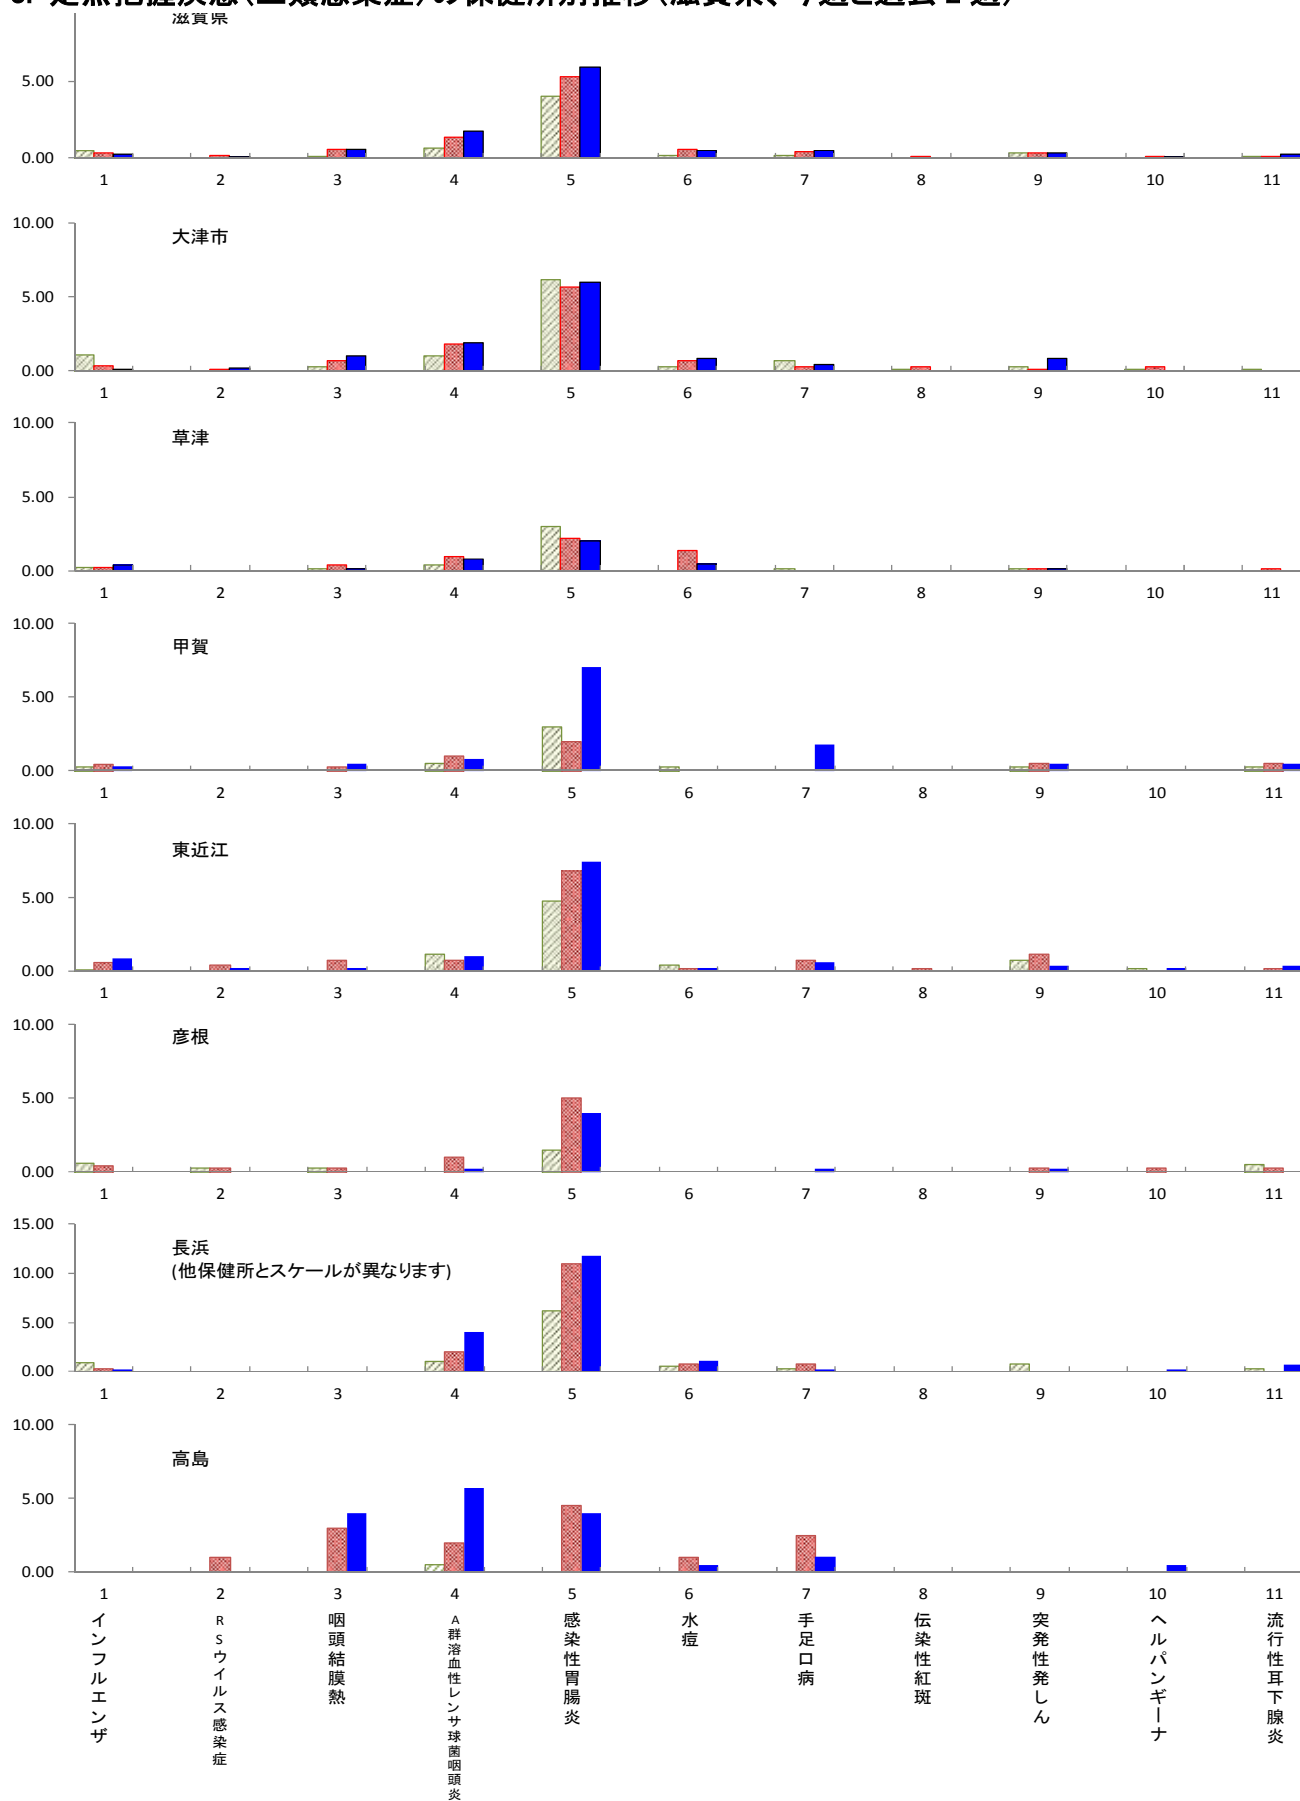 滋賀県
5.00
0.00
1 2 3 4 5 6 7 8 9 10 11
10.00
大津市
5.00
0.00
1 2 3 4 5 6 7 8 9 10 11
10.00
草津
5.00
0.00
1 2 3 4 5 6 7 8 9 10 11
10.00
甲賀
5.00
0.00
1 2 3 4 5 6 7 8 9 10 11
10.00
東近江
5.00
0.00
1 2 3 4 5 6 7 8 9 10 11
10.00
彦根
5.00
0.00
1 2 3 4 5 6 7 8 9 10 11
15.00
長浜
(他保健所とスケールが異なります)
10.00
5.00
0.00
1 2 3 4 5 6 7 8 9 10 11
10.00
高島
5.00
0.00
1 2 3 4 5 6 7 8 9 10 11
インフルエンザ
RSウイルス感染症
咽頭結膜熱
A群溶血性レンサ球菌咽頭炎
感染性胃腸炎
水痘
手足口病
伝染性紅斑
突発性発しん
ヘルパンギーナ
流行性耳下腺炎